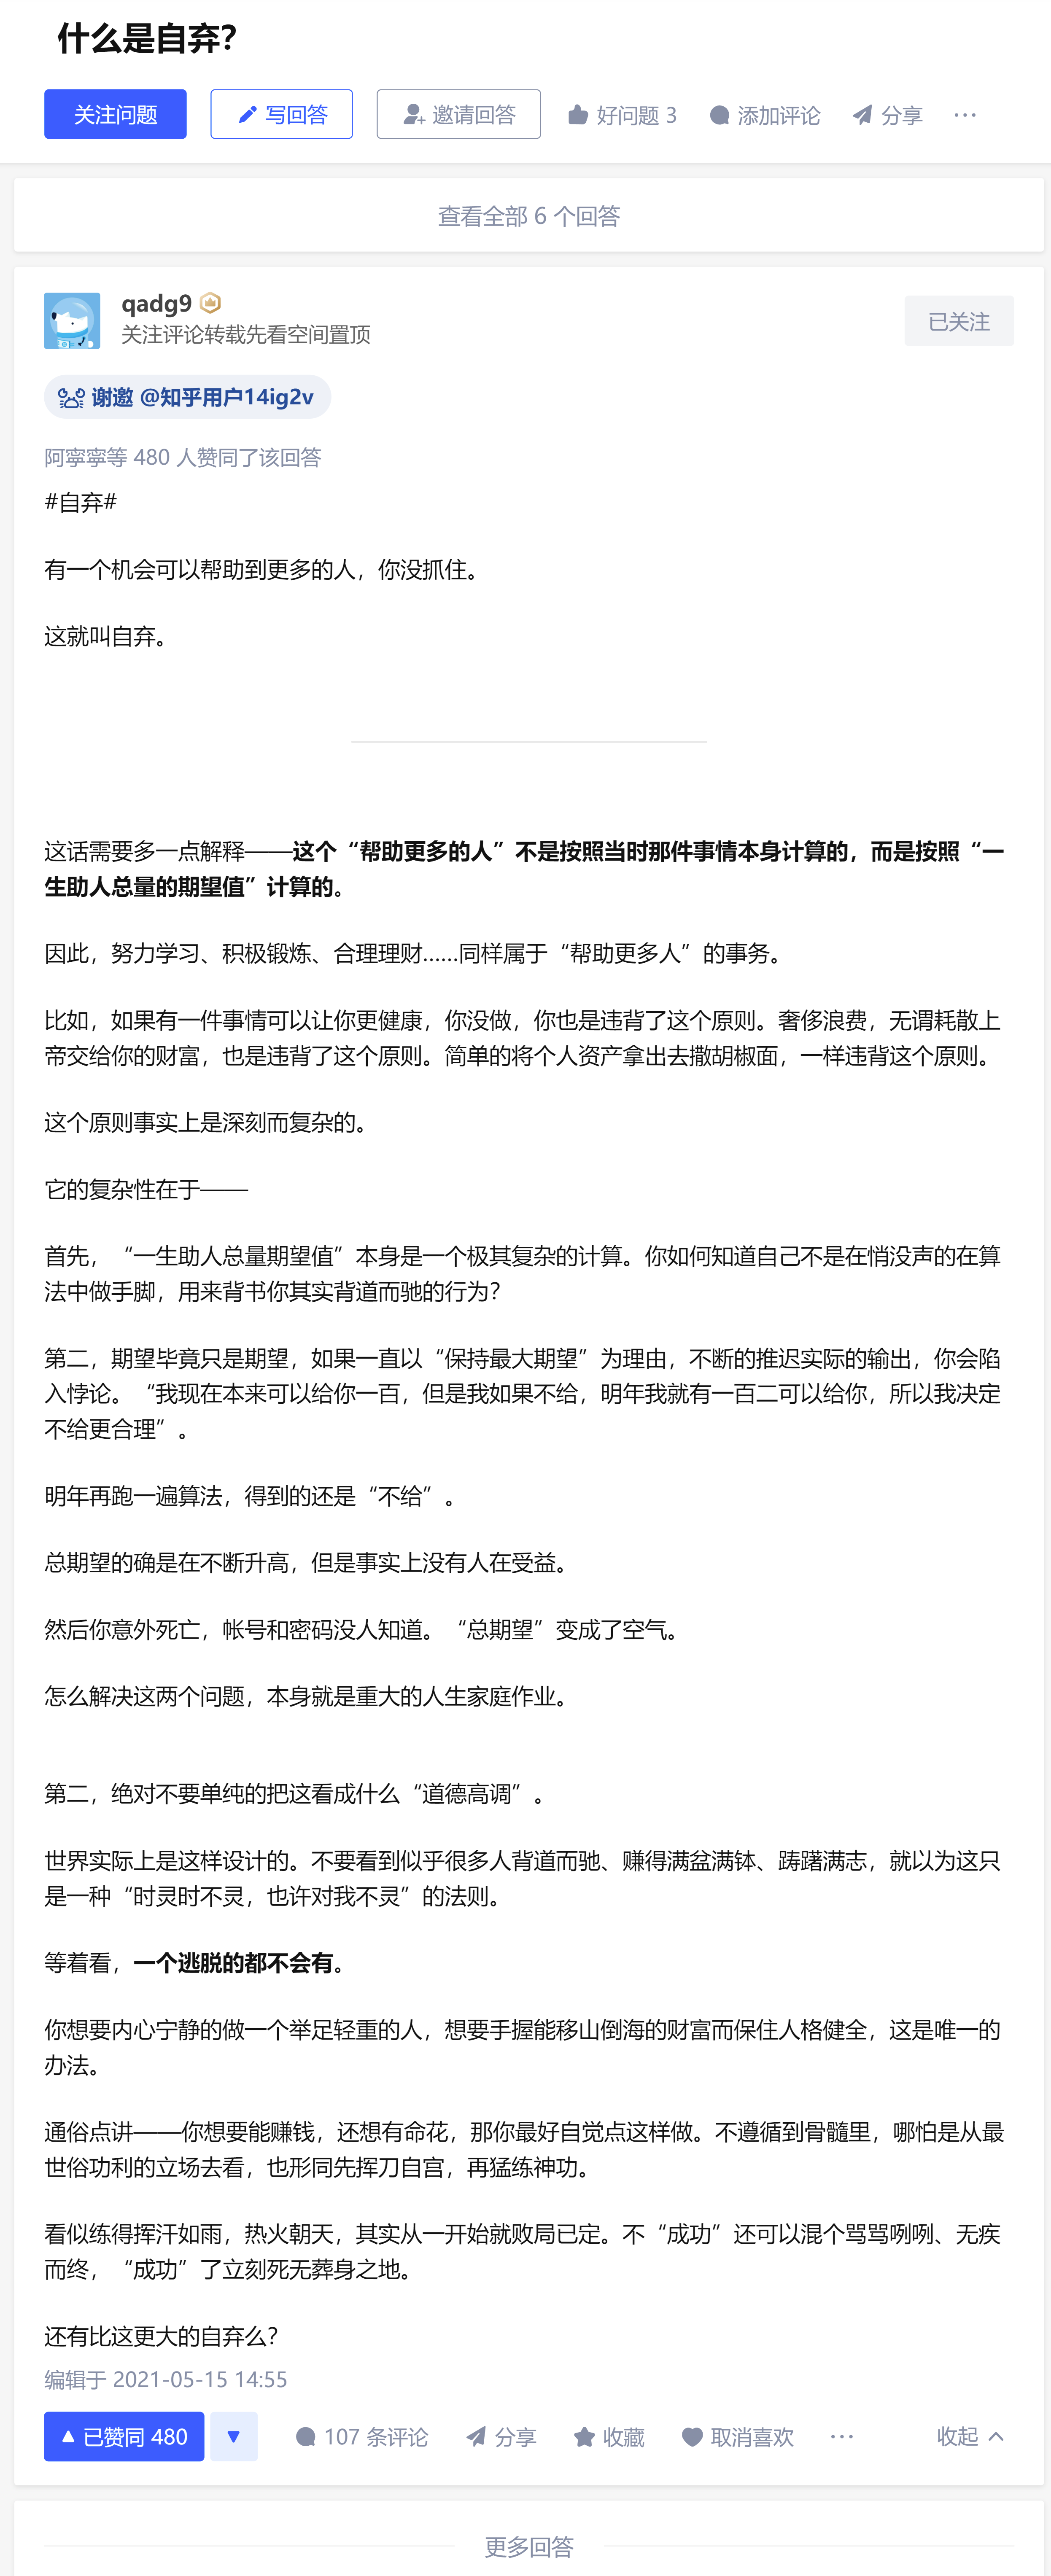 什么是自弃？
关注问题 写回答 邀请回答 好问题 3 添加评论 分享 ···
查看全部 6 个回答
qadg9
关注评论转载先看空间置顶
已关注
谢邀 @知乎用户14ig2v
阿寧寧等 480 人赞同了该回答
#自弃#
有一个机会可以帮助到更多的人，你没抓住。
这就叫自弃。
这话需要多一点解释——这个“帮助更多的人”不是按照当时那件事情本身计算的，而是按照“一
生助人总量的期望值”计算的。
因此，努力学习、积极锻炼、合理理财……同样属于“帮助更多人”的事务。
比如，如果有一件事情可以让你更健康，你没做，你也是违背了这个原则。奢侈浪费，无谓耗散上
帝交给你的财富，也是违背了这个原则。简单的将个人资产拿出去撒胡椒面，一样违背这个原则。
这个原则事实上是深刻而复杂的。
它的复杂性在于——
首先，“一生助人总量期望值”本身是一个极其复杂的计算。你如何知道自己不是在悄没声的在算
法中做手脚，用来背书你其实背道而驰的行为？
第二，期望毕竟只是期望，如果一直以“保持最大期望”为理由，不断的推迟实际的输出，你会陷
入悖论。“我现在本来可以给你一百，但是我如果不给，明年我就有一百二可以给你，所以我决定
不给更合理”。
明年再跑一遍算法，得到的还是“不给”。
总期望的确是在不断升高，但是事实上没有人在受益。
然后你意外死亡，帐号和密码没人知道。“总期望”变成了空气。
怎么解决这两个问题，本身就是重大的人生家庭作业。
第二，绝对不要单纯的把这看成什么“道德高调”。
世界实际上是这样设计的。不要看到似乎很多人背道而驰、赚得满盆满钵、踌躇满志，就以为这只
是一种“时灵时不灵，也许对我不灵”的法则。
等着看，一个逃脱的都不会有。
你想要内心宁静的做一个举足轻重的人，想要手握能移山倒海的财富而保住人格健全，这是唯一的
办法。
通俗点讲——你想要能赚钱，还想有命花，那你最好自觉点这样做。不遵循到骨髓里，哪怕是从最
世俗功利的立场去看，也形同先挥刀自宫，再猛练神功。
看似练得挥汗如雨，热火朝天，其实从一开始就败局已定。不“成功”还可以混个骂骂咧咧、无疾
而终，“成功”了立刻死无葬身之地。
还有比这更大的自弃么？
编辑于 2021-05-15 14:55
已赞同 480 107 条评论 分享 收藏 取消喜欢 ··· 收起
更多回答